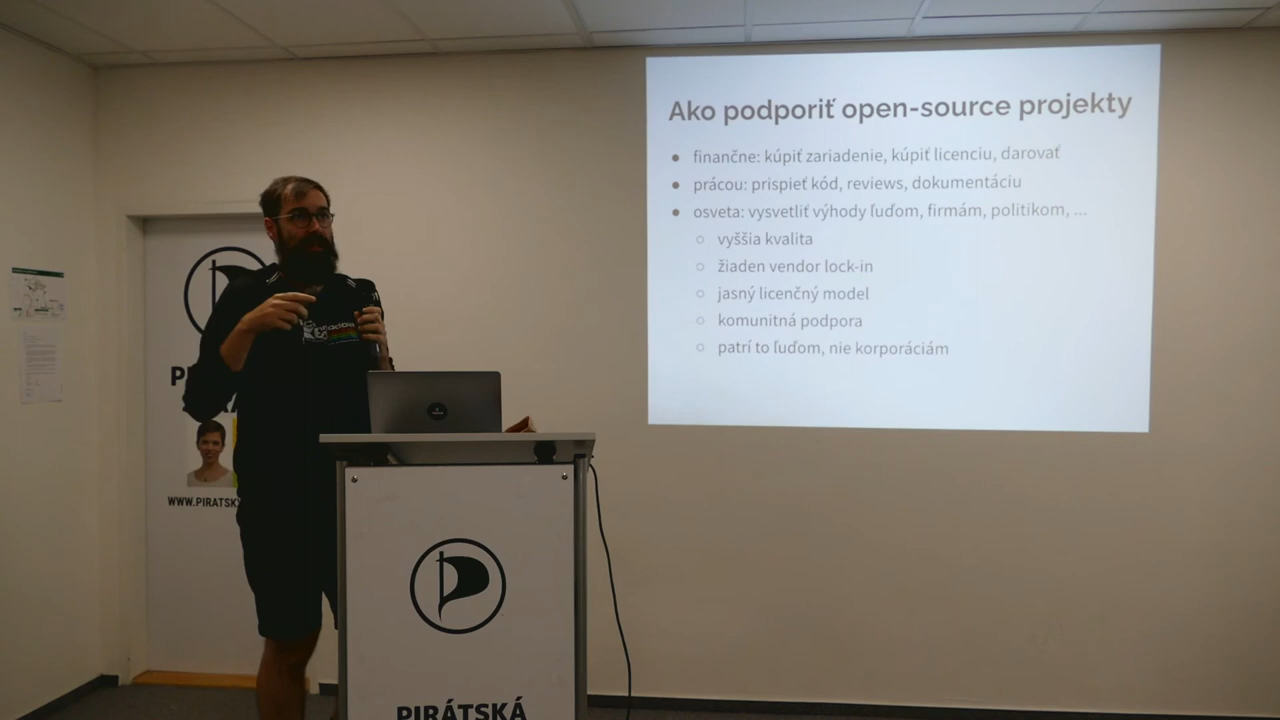 Ako podporiť open-source projekty
finančne: kúpiť zariadenie, kúpiť licenciu, darovať
prácou: prispieť kód, reviews, dokumentáciu
osveta: vysvetliť výhody ľuďom, firmám, politikom, ...
vyššia kvalita
žiaden vendor lock-in
jasný licenčný model
komunitná podpora
patrí to ľuďom, nie korporáciám
WWW.PIRATSK
PIRÁTSKÁ